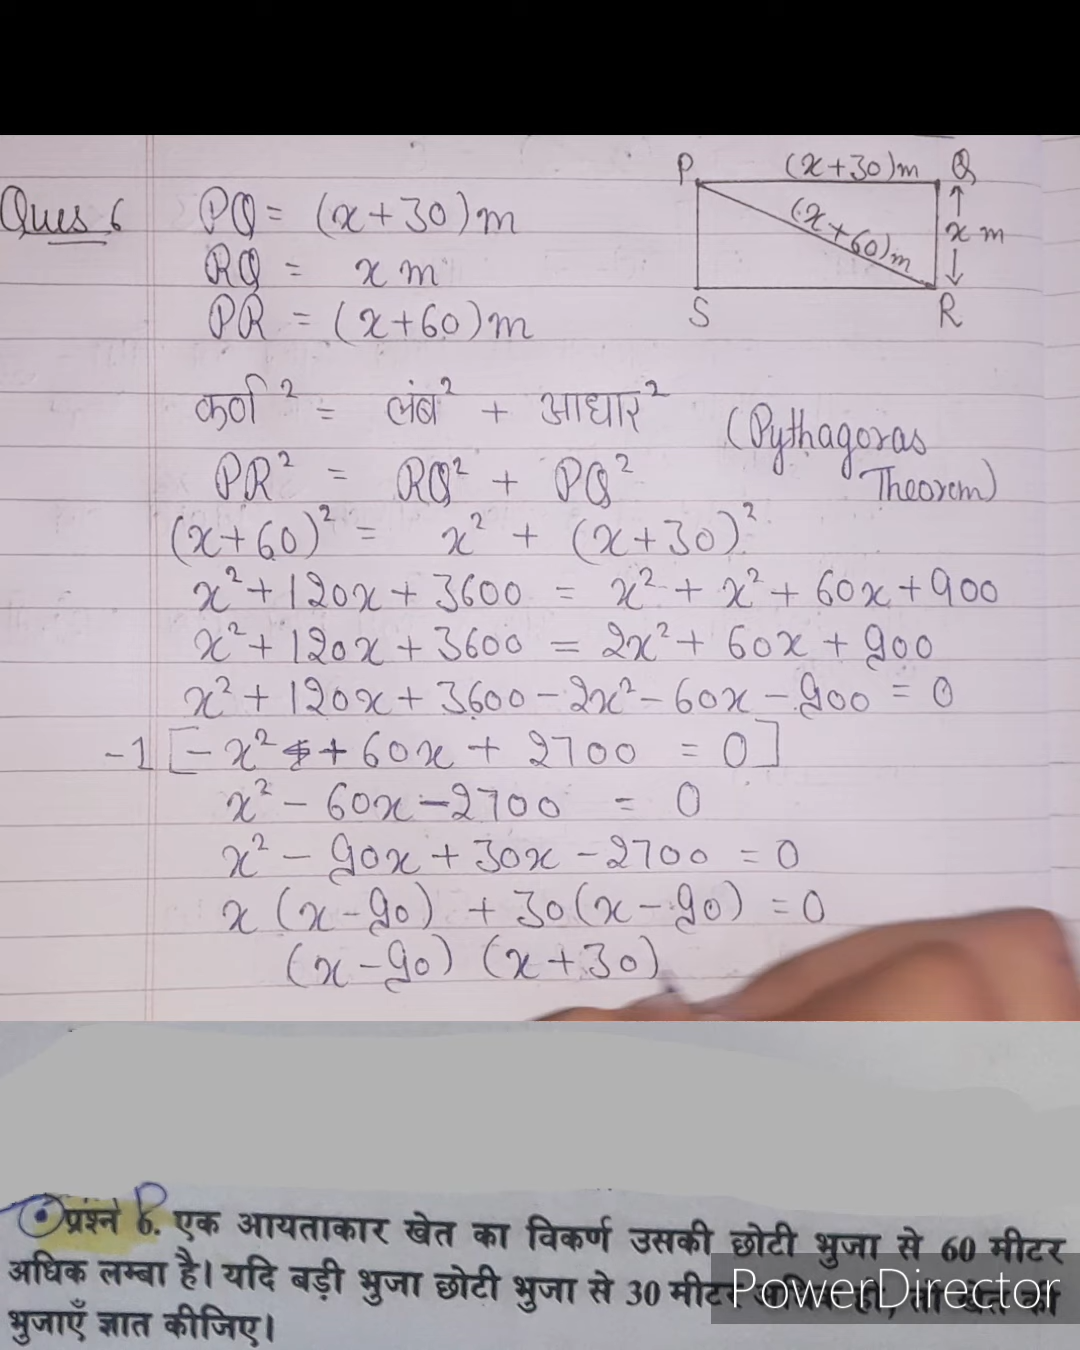 Ques 6 PQ = (x+30)m
RQ = x m
PR = (x+60)m
P (x+30)m Q
(x+60)m
x m
S R
कर्ण² = लंब² + आधार²
(Pythagoras
Theorem)
PR² = RQ² + PQ²
(x+60)² = x² + (x+30)²
x² + 120x + 3600 = x² + x² + 60x + 900
x² + 120x + 3600 = 2x² + 60x + 900
x² + 120x + 3600 - 2x² - 60x - 900 = 0
-1 [-x² + 60x + 2700 = 0]
x² - 60x - 2700 = 0
x² - 90x + 30x - 2700 = 0
x (x - 90) + 30(x - 90) = 0
(x - 90) (x + 30)
प्रश्न 6. एक आयताकार खेत का विकर्ण उसकी छोटी भुजा से 60 मीटर
अधिक लम्बा है। यदि बड़ी भुजा छोटी भुजा से 30 मीटर
भुजाएँ ज्ञात कीजिए।
PowerDirector